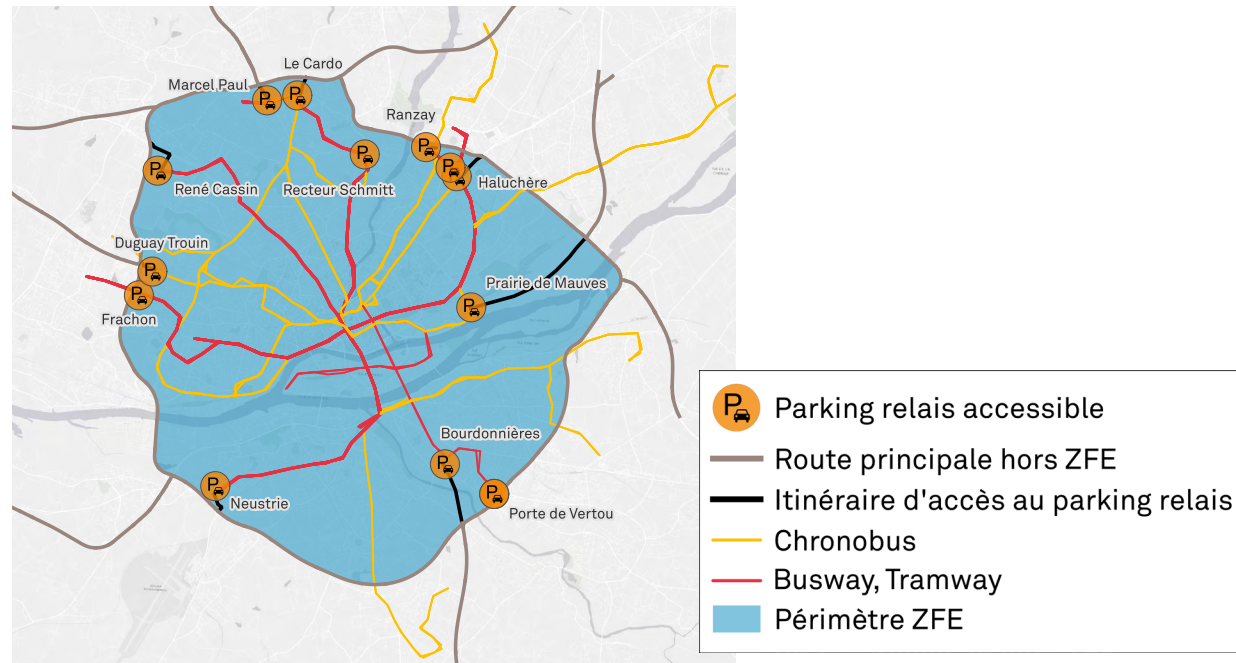 Le Cardo
Marcel Paul
Ranzay
René Cassin
Recteur Schmitt
Haluchère
Duguay Trouin
Prairie de Mauves
Frachon
Bourdonnières
Neustrie
Porte de Vertou
P
Parking relais accessible
Route principale hors ZFE
Itinéraire d'accès au parking relais
Chronobus
Busway, Tramway
Périmètre ZFE